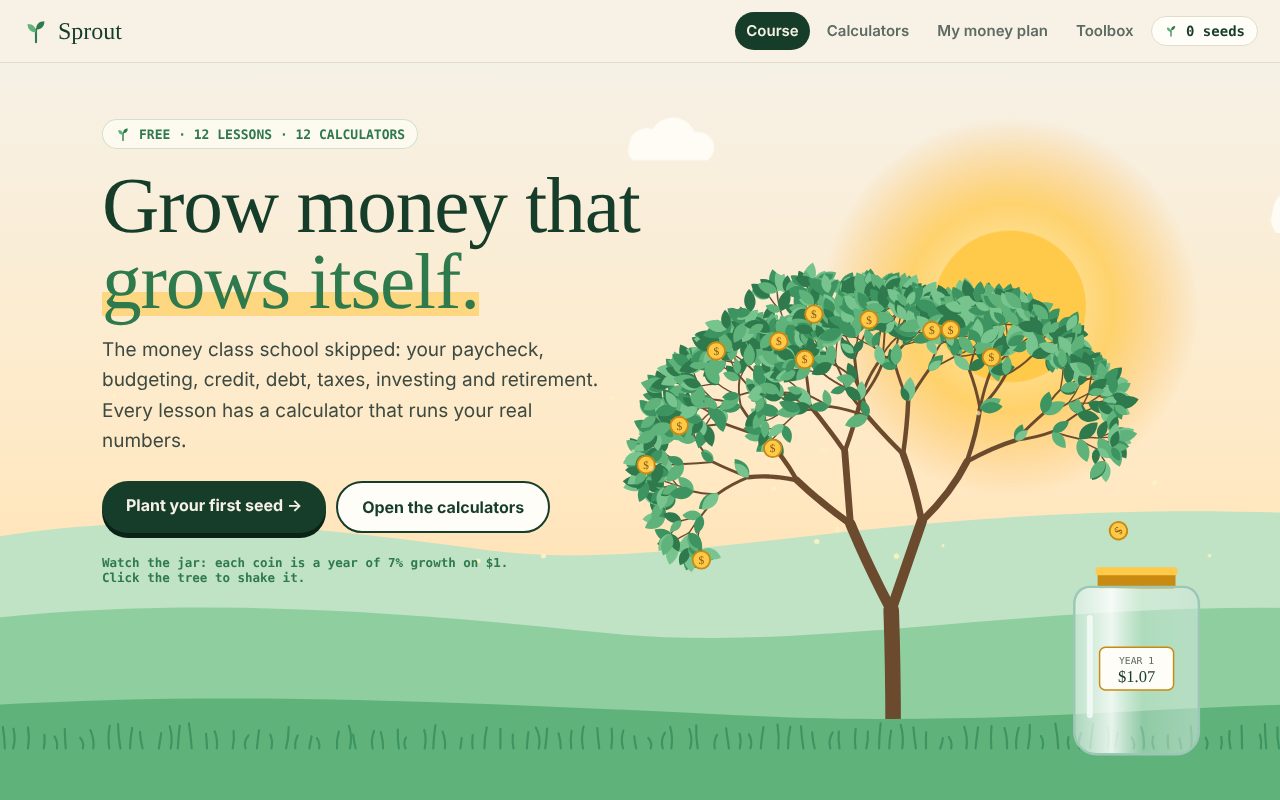 Sprout
Course
Calculators
My money plan
Toolbox
0 seeds
FREE · 12 LESSONS · 12 CALCULATORS
Grow money that
grows itself.
The money class school skipped: your paycheck,
budgeting, credit, debt, taxes, investing and retirement.
Every lesson has a calculator that runs your real
numbers.
Plant your first seed →
Open the calculators
Watch the jar: each coin is a year of 7% growth on $1.
Click the tree to shake it.
$
$
$
$
$
$
$
$
$
$
$
$
$
$
YEAR 1
$1.07